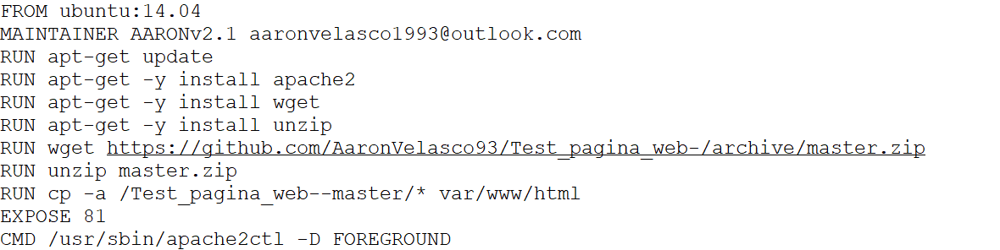 FROM ubuntu:14.04
MAINTAINER AARONv2.1 aaronvelasco1993@outlook.com
RUN apt-get update
RUN apt-get -y install apache2
RUN apt-get -y install wget
RUN apt-get -y install unzip
RUN wget https://github.com/AaronVelasco93/Test_pagina_web-/archive/master.zip
RUN unzip master.zip
RUN cp -a /Test_pagina_web--master/* var/www/html
EXPOSE 81
CMD /usr/sbin/apache2ctl -D FOREGROUND